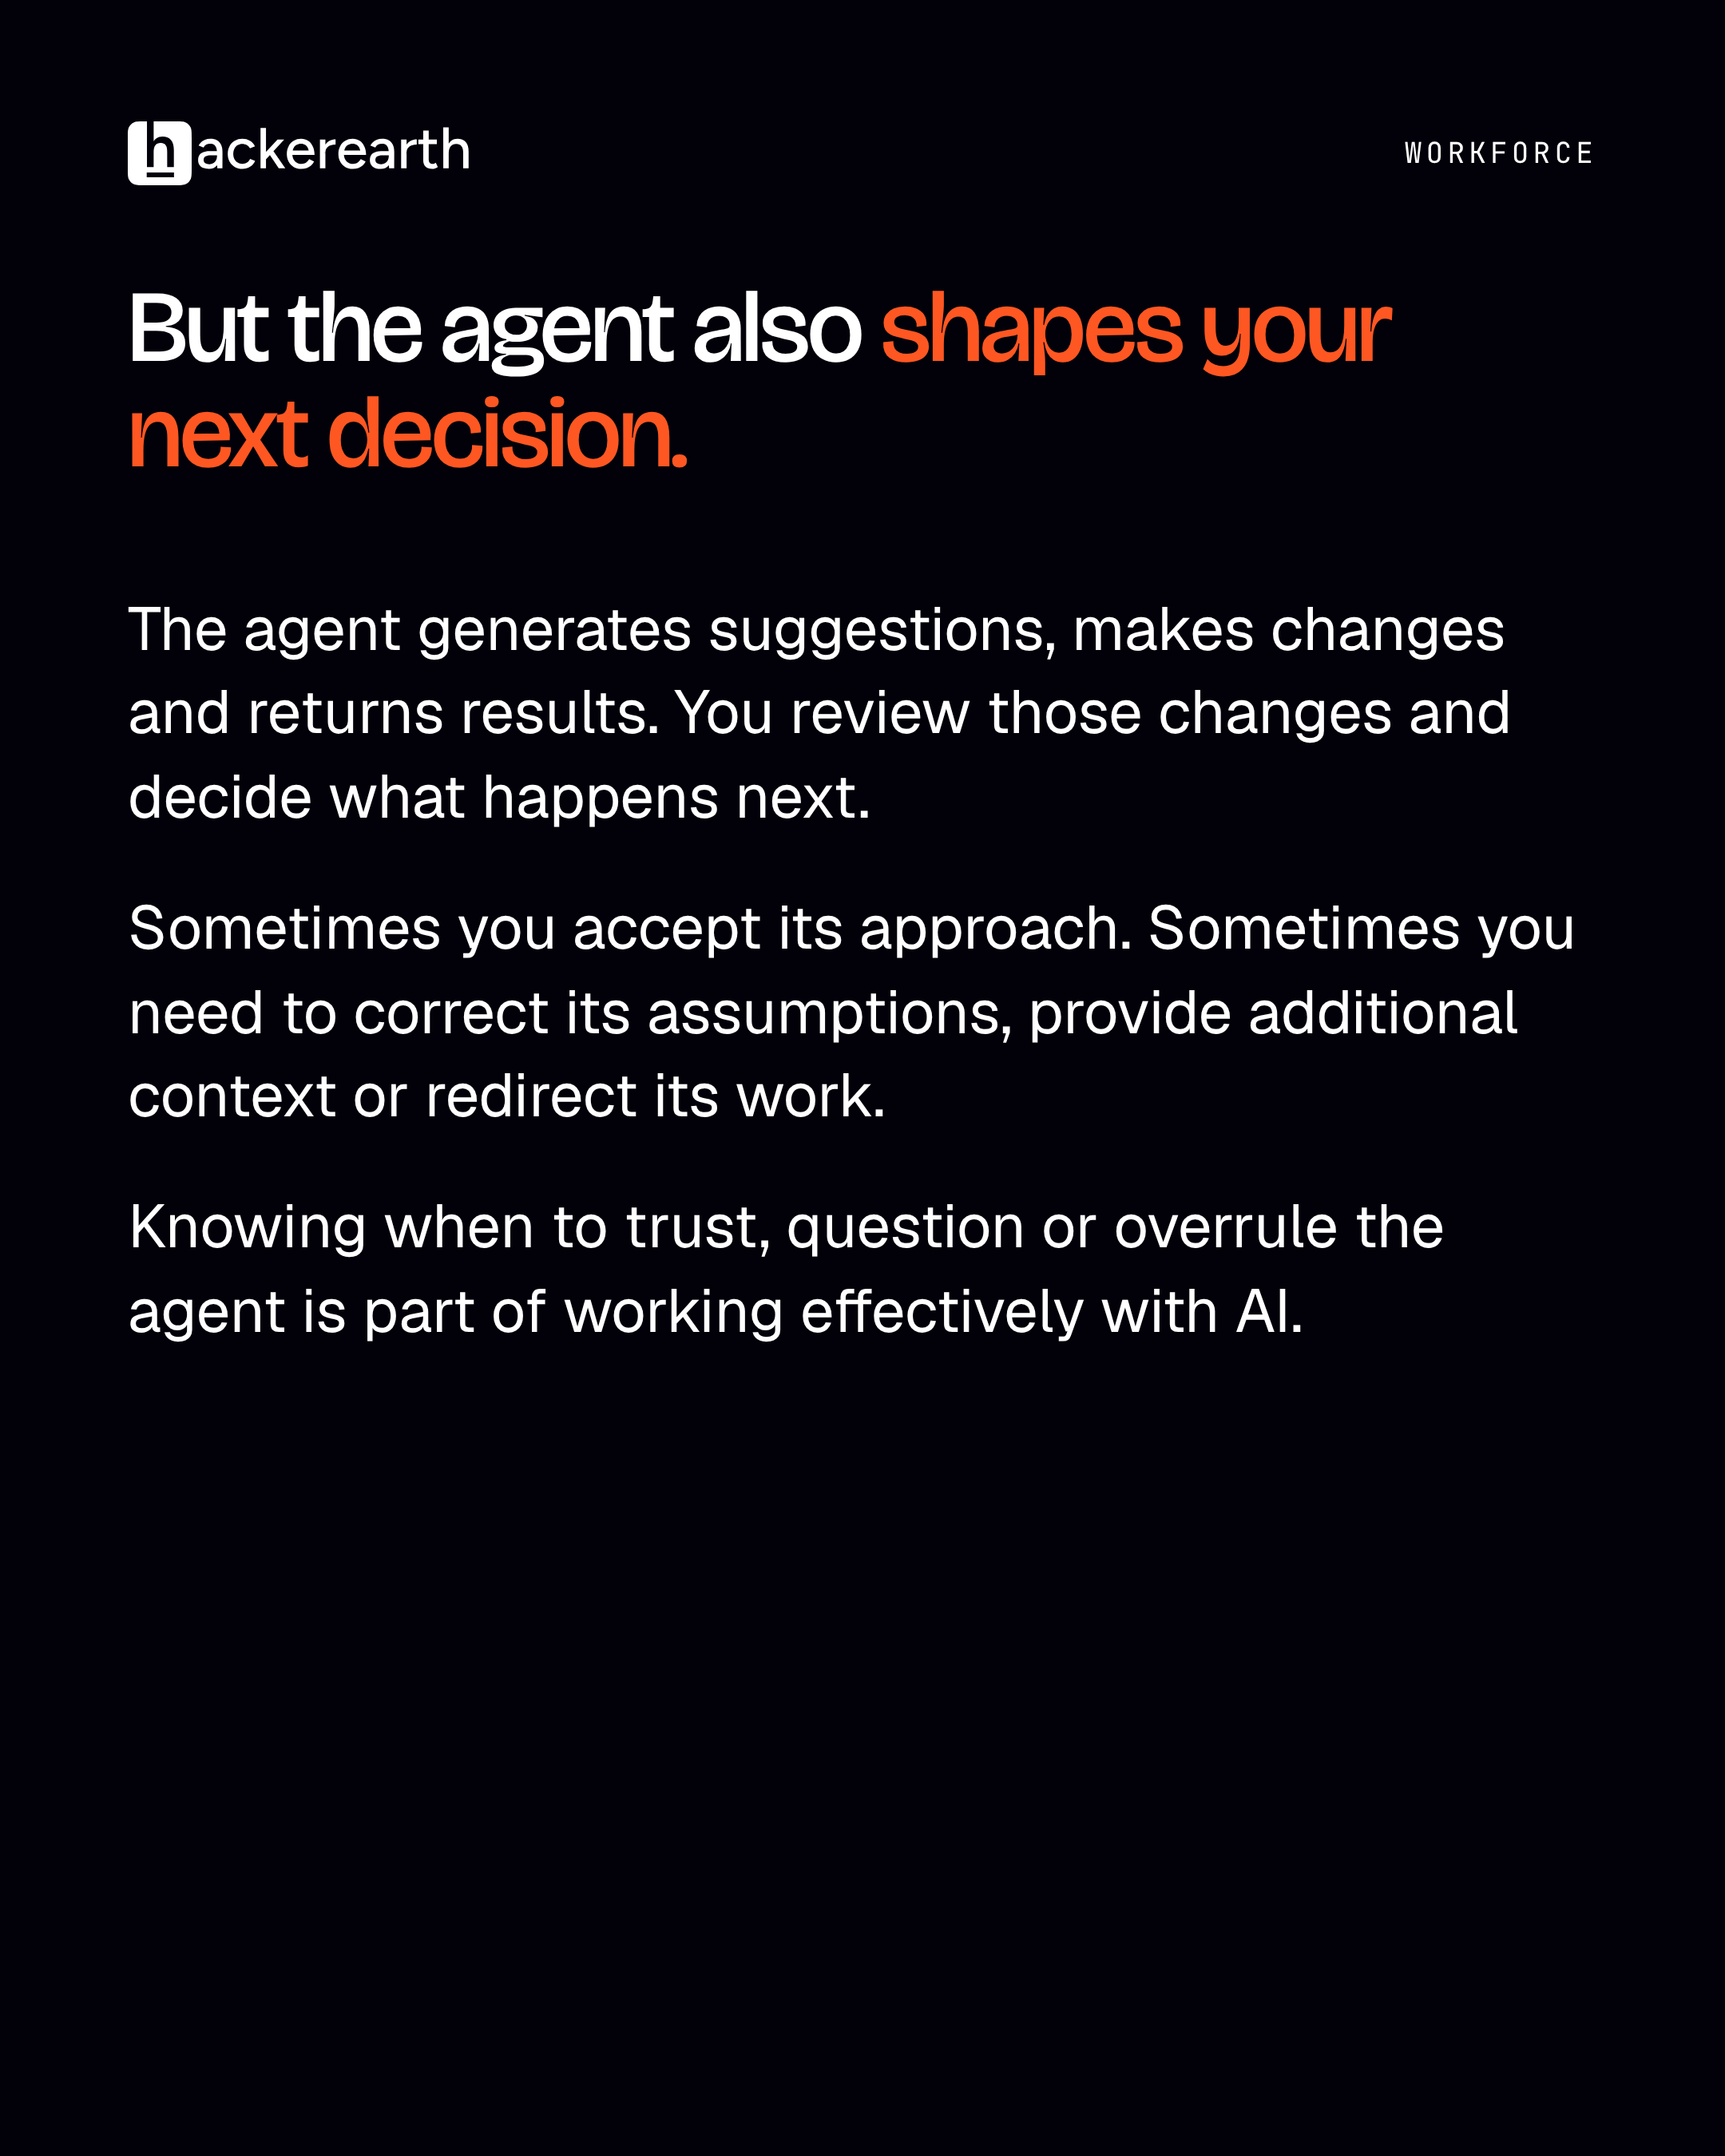 hackerearth
WORKFORCE
But the agent also shapes your
next decision.
The agent generates suggestions, makes changes
and returns results. You review those changes and
decide what happens next.
Sometimes you accept its approach. Sometimes you
need to correct its assumptions, provide additional
context or redirect its work.
Knowing when to trust, question or overrule the
agent is part of working effectively with AI.